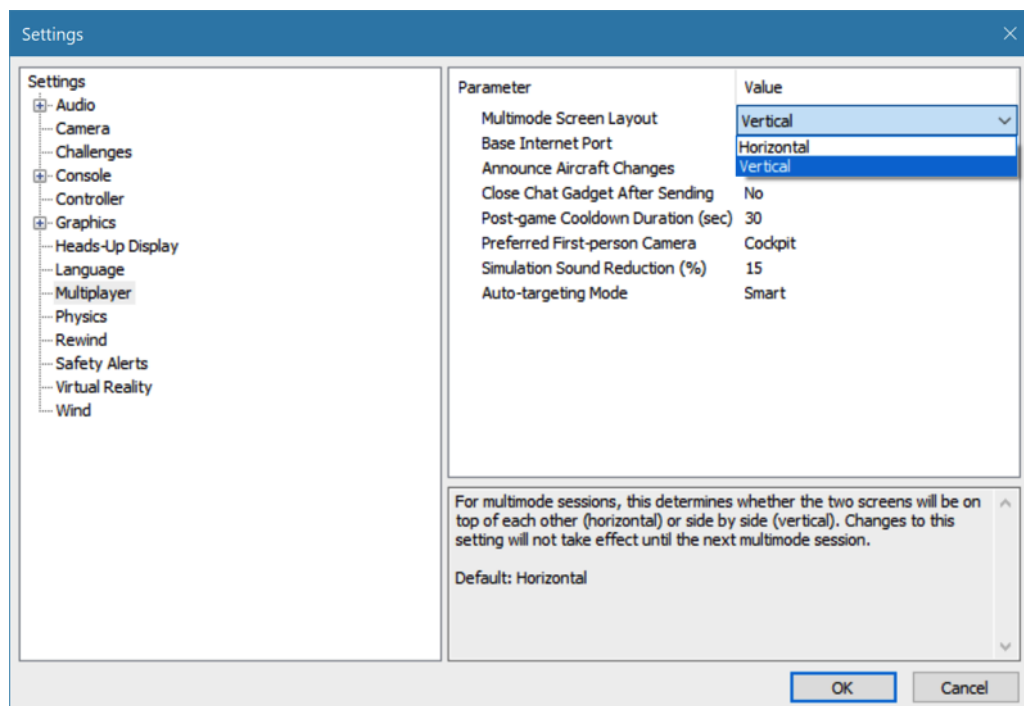 Settings
Settings
Audio
Camera
Challenges
Console
Controller
Graphics
Heads-Up Display
Language
Multiplayer
Physics
Rewind
Safety Alerts
Virtual Reality
Wind
Parameter Value
Multimode Screen Layout Vertical
Base Internet Port Horizontal
Announce Aircraft Changes Vertical
Close Chat Gadget After Sending No
Post-game Cooldown Duration (sec) 30
Preferred First-person Camera Cockpit
Simulation Sound Reduction (%) 15
Auto-targeting Mode Smart
For multimode sessions, this determines whether the two screens will be on
top of each other (horizontal) or side by side (vertical). Changes to this
setting will not take effect until the next multimode session.
Default: Horizontal
OK Cancel